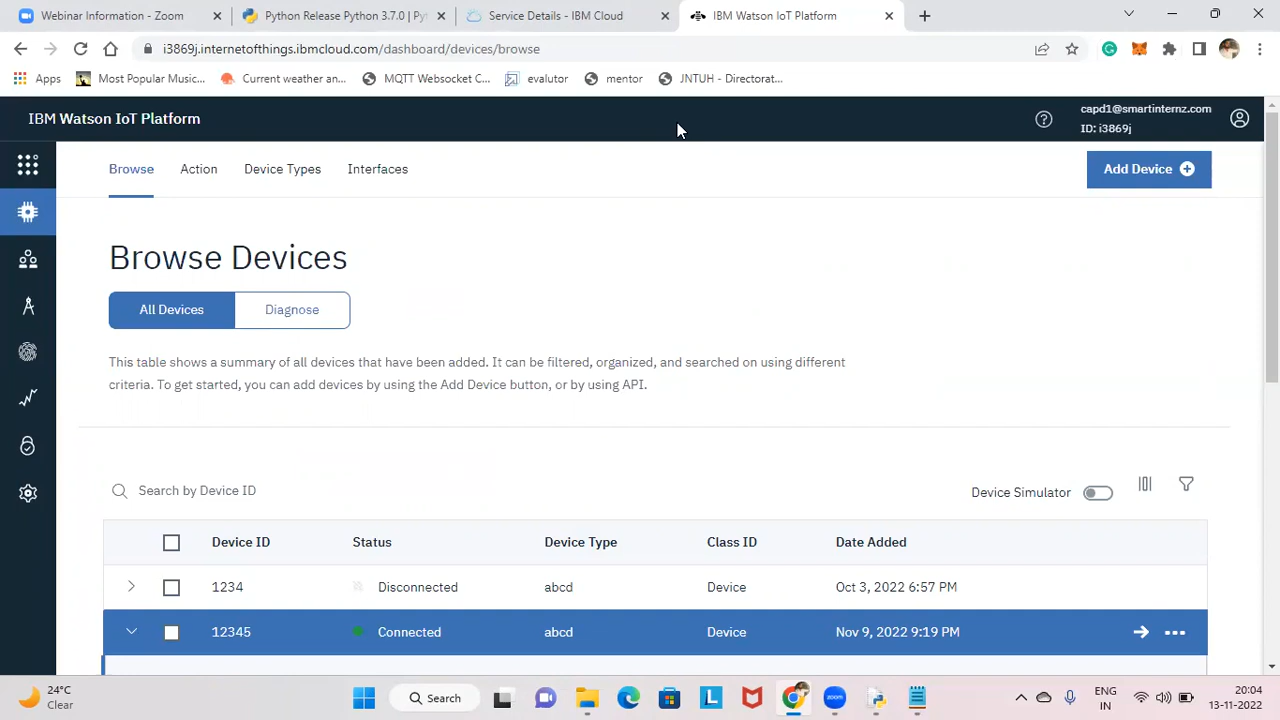 Webinar Information - Zoom
Python Release Python 3.7.0 | Pyt
Service Details - IBM Cloud
IBM Watson IoT Platform
i3869j.internetofthings.ibmcloud.com/dashboard/devices/browse
Apps
Most Popular Music...
Current weather an...
MQTT Websocket C...
evalutor
mentor
JNTUH - Directorat...
IBM Watson IoT Platform
capd1@smartinternz.com
ID: i3869j
Browse
Action
Device Types
Interfaces
Add Device
Browse Devices
All Devices
Diagnose
This table shows a summary of all devices that have been added. It can be filtered, organized, and searched on using different
criteria. To get started, you can add devices by using the Add Device button, or by using API.
Search by Device ID
Device Simulator
Device ID Status Device Type Class ID Date Added
1234 Disconnected abcd Device Oct 3, 2022 6:57 PM
12345 Connected abcd Device Nov 9, 2022 9:19 PM
24°C
Clear
Search
zoom
ENG
IN
20:04
13-11-2022